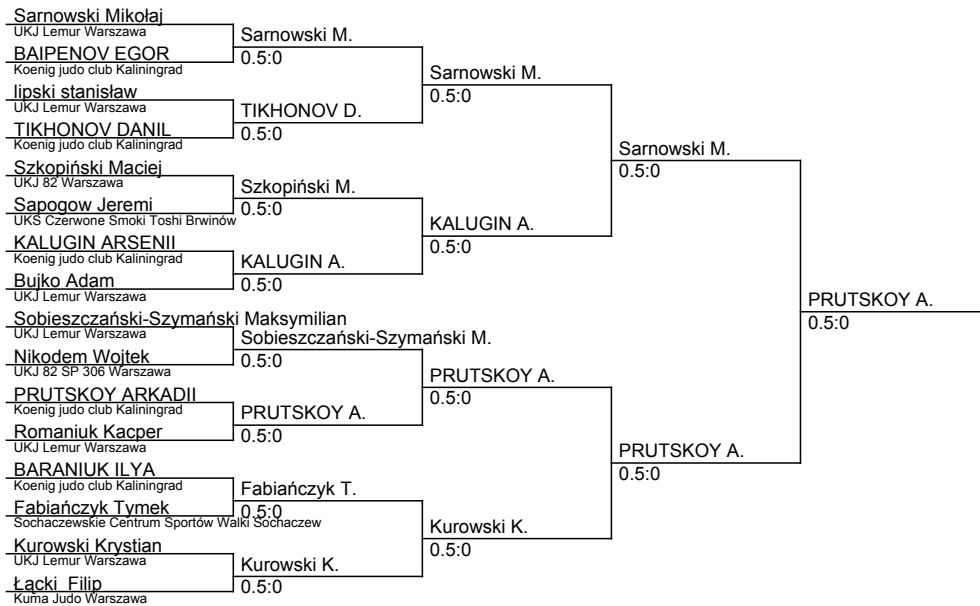 Sarnowski Mikołaj
UKJ Lemur Warszawa
BAIPENOV EGOR
Koenig judo club Kaliningrad
lipski stanisław
UKJ Lemur Warszawa
TIKHONOV DANIL
Koenig judo club Kaliningrad
Szkopiński Maciej
UKJ 82 Warszawa
Sapogow Jeremi
UKS Czerwone Smoki Toshi Brwinów
KALUGIN ARSENII
Koenig judo club Kaliningrad
Bujko Adam
UKJ Lemur Warszawa
Sobieszczański-Szymański Maksymilian
UKJ Lemur Warszawa
Nikodem Wojtek
UKJ 82 SP 306 Warszawa
PRUTSKOY ARKADII
Koenig judo club Kaliningrad
Romaniuk Kacper
UKJ Lemur Warszawa
BARANIUK ILYA
Koenig judo club Kaliningrad
Fabiańczyk Tymek
Sochaczewskie Centrum Sportów Walki Sochaczew
Kurowski Krystian
UKJ Lemur Warszawa
Łącki Filip
Kuma Judo Warszawa
Sarnowski M.
0.5:0
TIKHONOV D.
0.5:0
Szkopiński M.
0.5:0
KALUGIN A.
0.5:0
Sobieszczański-Szymański M.
0.5:0
PRUTSKOY A.
0.5:0
Fabiańczyk T.
0.5:0
Kurowski K.
0.5:0
Sarnowski M.
0.5:0
KALUGIN A.
0.5:0
PRUTSKOY A.
0.5:0
Kurowski K.
0.5:0
Sarnowski M.
0.5:0
PRUTSKOY A.
0.5:0
PRUTSKOY A.
0.5:0